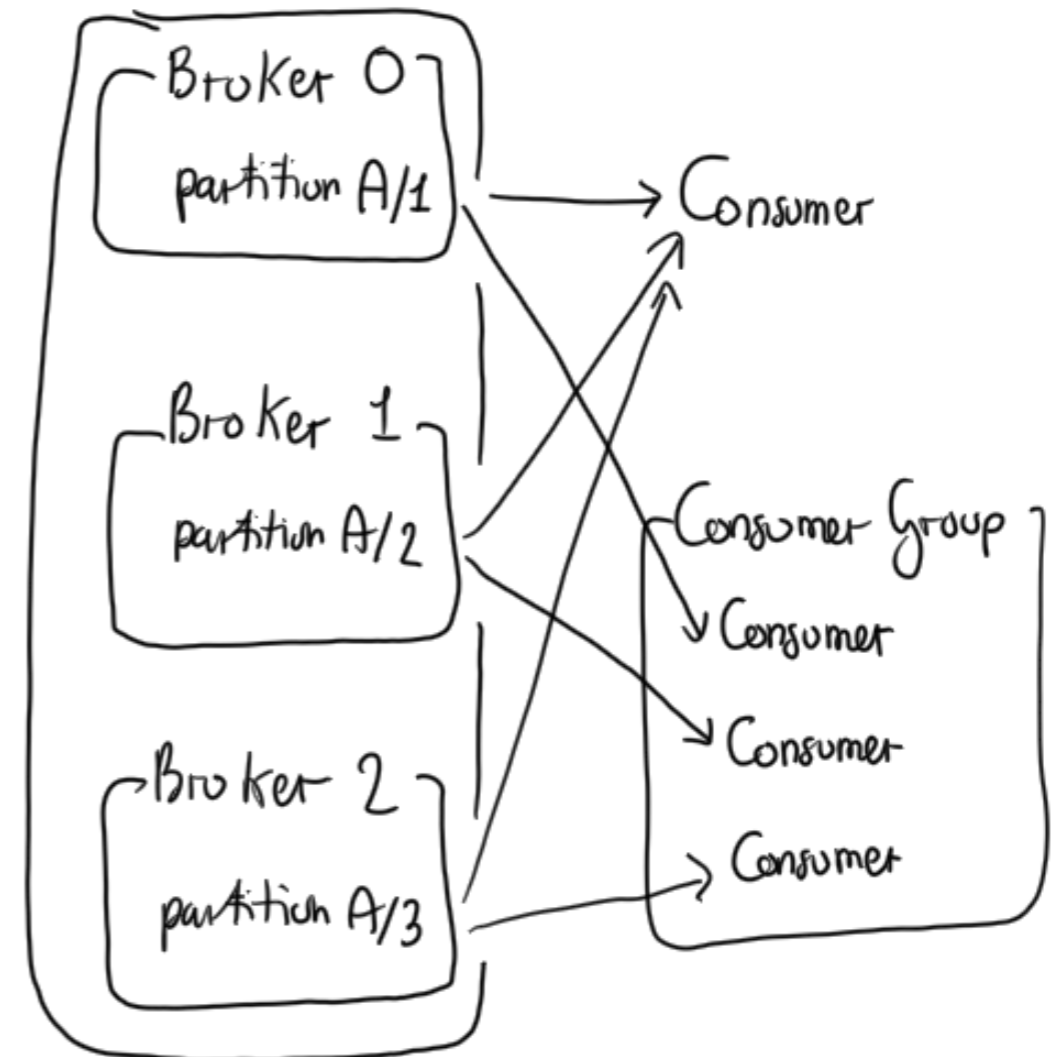 Broker 0
partition A/1
Consumer
Broker 1
partition A/2
Consumer Group
Consumer
Consumer
Broker 2
partition A/3
Consumer